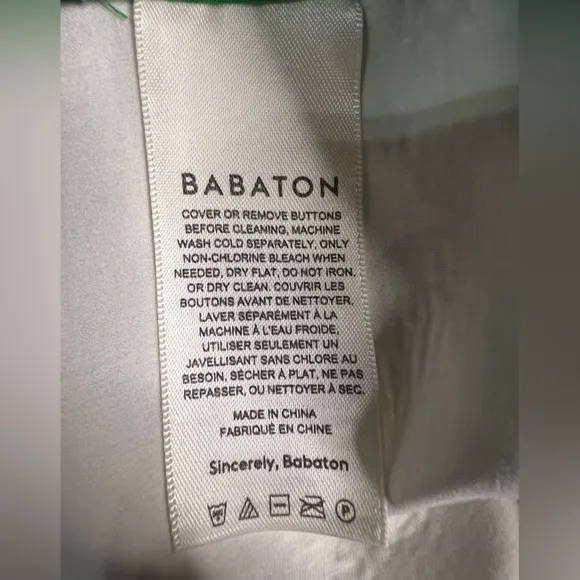 BABATON
COVER OR REMOVE BUTTONS
BEFORE CLEANING, MACHINE
WASH COLD SEPARATELY, ONLY
NON-CHLORINE BLEACH WHEN
NEEDED, DRY FLAT, DO NOT IRON,
OR DRY CLEAN. COUVRIR LES
BOUTONS AVANT DE NETTOYER,
LAVER SÉPARÉMENT À LA
MACHINE À L'EAU FROIDE,
UTILISER SEULEMENT UN
JAVELLISANT SANS CHLORE AU
BESOIN, SÉCHER À PLAT, NE PAS
REPASSER, OU NETTOYER À SEC.
MADE IN CHINA
FABRIQUÉ EN CHINE
Sincerely, Babaton
P